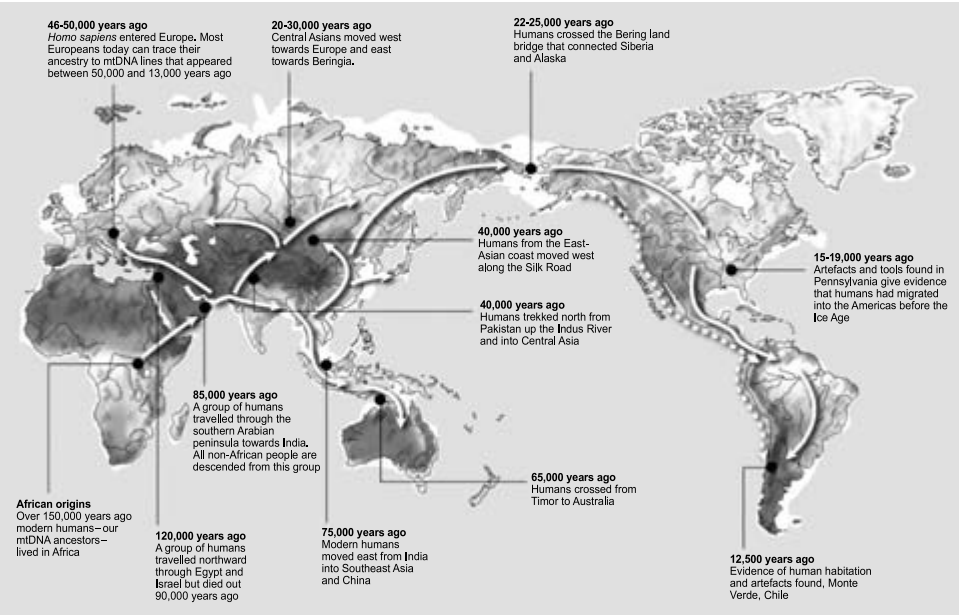 46-50,000 years ago
Homo sapiens entered Europe. Most
Europeans today can trace their
ancestry to mtDNA lines that appeared
between 50,000 and 13,000 years ago
20-30,000 years ago
Central Asians moved west
towards Europe and east
towards Beringia.
22-25,000 years ago
Humans crossed the Bering land
bridge that connected Siberia
and Alaska
40,000 years ago
Humans from the East-
Asian coast moved west
along the Silk Road
15-19,000 years ago
Artefacts and tools found in
Pennsylvania give evidence
that humans had migrated
into the Americas before the
Ice Age
40,000 years ago
Humans trekked north from
Pakistan up the Indus River
and into Central Asia
85,000 years ago
A group of humans
travelled through the
southern Arabian
peninsula towards India.
All non-African people are
descended from this group
65,000 years ago
Humans crossed from
Timor to Australia
African origins
Over 150,000 years ago
modern humans–our
mtDNA ancestors–
lived in Africa
120,000 years ago
A group of humans
travelled northward
through Egypt and
Israel but died out
90,000 years ago
75,000 years ago
Modern humans
moved east from India
into Southeast Asia
and China
12,500 years ago
Evidence of human habitation
and artefacts found, Monte
Verde, Chile